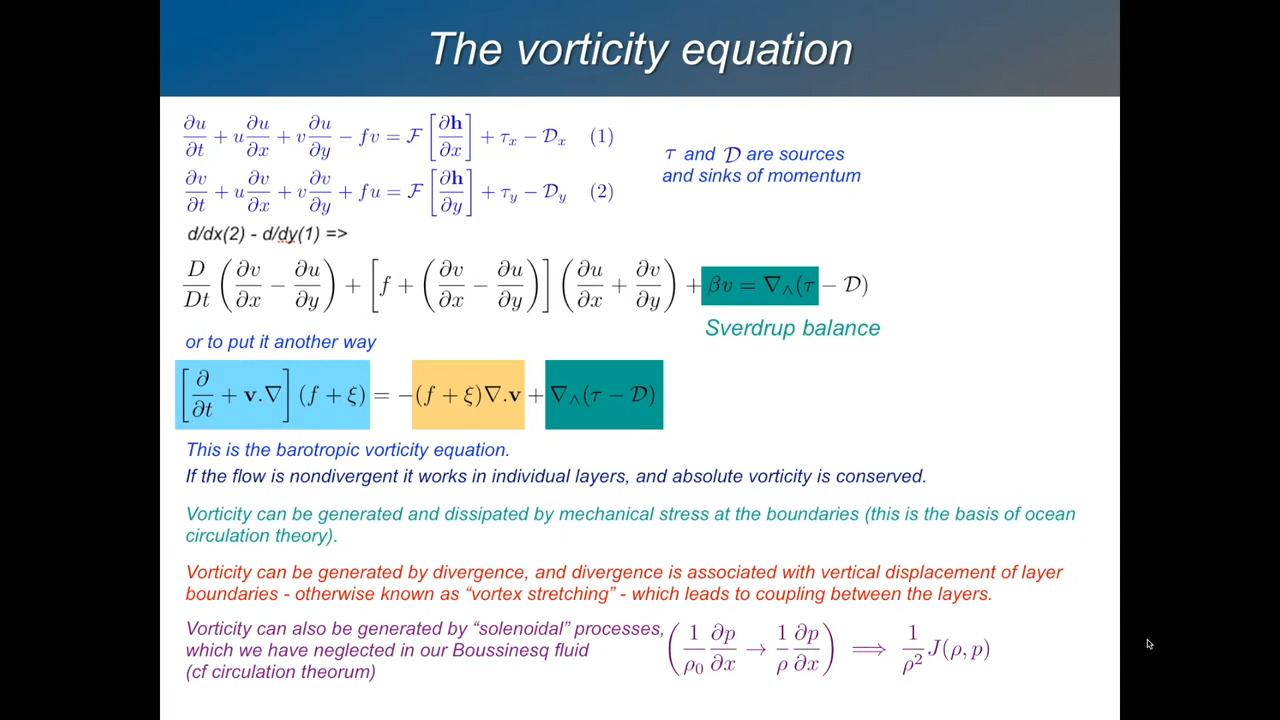 The vorticity equation
∂u/∂t + u ∂u/∂x + v ∂u/∂y − fv = ℱ [∂𝐡/∂x] + τ_x − 𝒟_x (1)
τ and 𝒟 are sources
and sinks of momentum
∂v/∂t + u ∂v/∂x + v ∂v/∂y + fu = ℱ [∂𝐡/∂y] + τ_y − 𝒟_y (2)
d/dx(2) - d/dy(1) =>
D/Dt (∂v/∂x − ∂u/∂y) + [f + (∂v/∂x − ∂u/∂y)] (∂u/∂x + ∂v/∂y) + βv = ∇∧(τ − 𝒟)
Sverdrup balance
or to put it another way
[∂/∂t + 𝐯.∇] (f + ξ) = −(f + ξ)∇.𝐯 + ∇∧(τ − 𝒟)
This is the barotropic vorticity equation.
If the flow is nondivergent it works in individual layers, and absolute vorticity is conserved.
Vorticity can be generated and dissipated by mechanical stress at the boundaries (this is the basis of ocean
circulation theory).
Vorticity can be generated by divergence, and divergence is associated with vertical displacement of layer
boundaries - otherwise known as “vortex stretching” - which leads to coupling between the layers.
Vorticity can also be generated by “solenoidal” processes,
which we have neglected in our Boussinesq fluid
(cf circulation theorum)
(1/ρ₀ ∂p/∂x → 1/ρ ∂p/∂x) ⟹ 1/ρ² J(ρ, p)